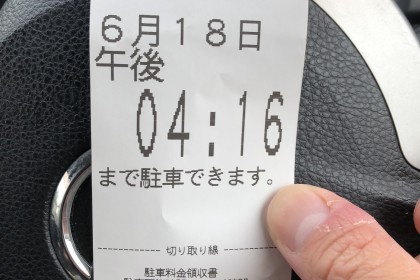 ６月１８日
午後
０４：１６
まで駐車できます。
切り取り線
駐車料金領収書